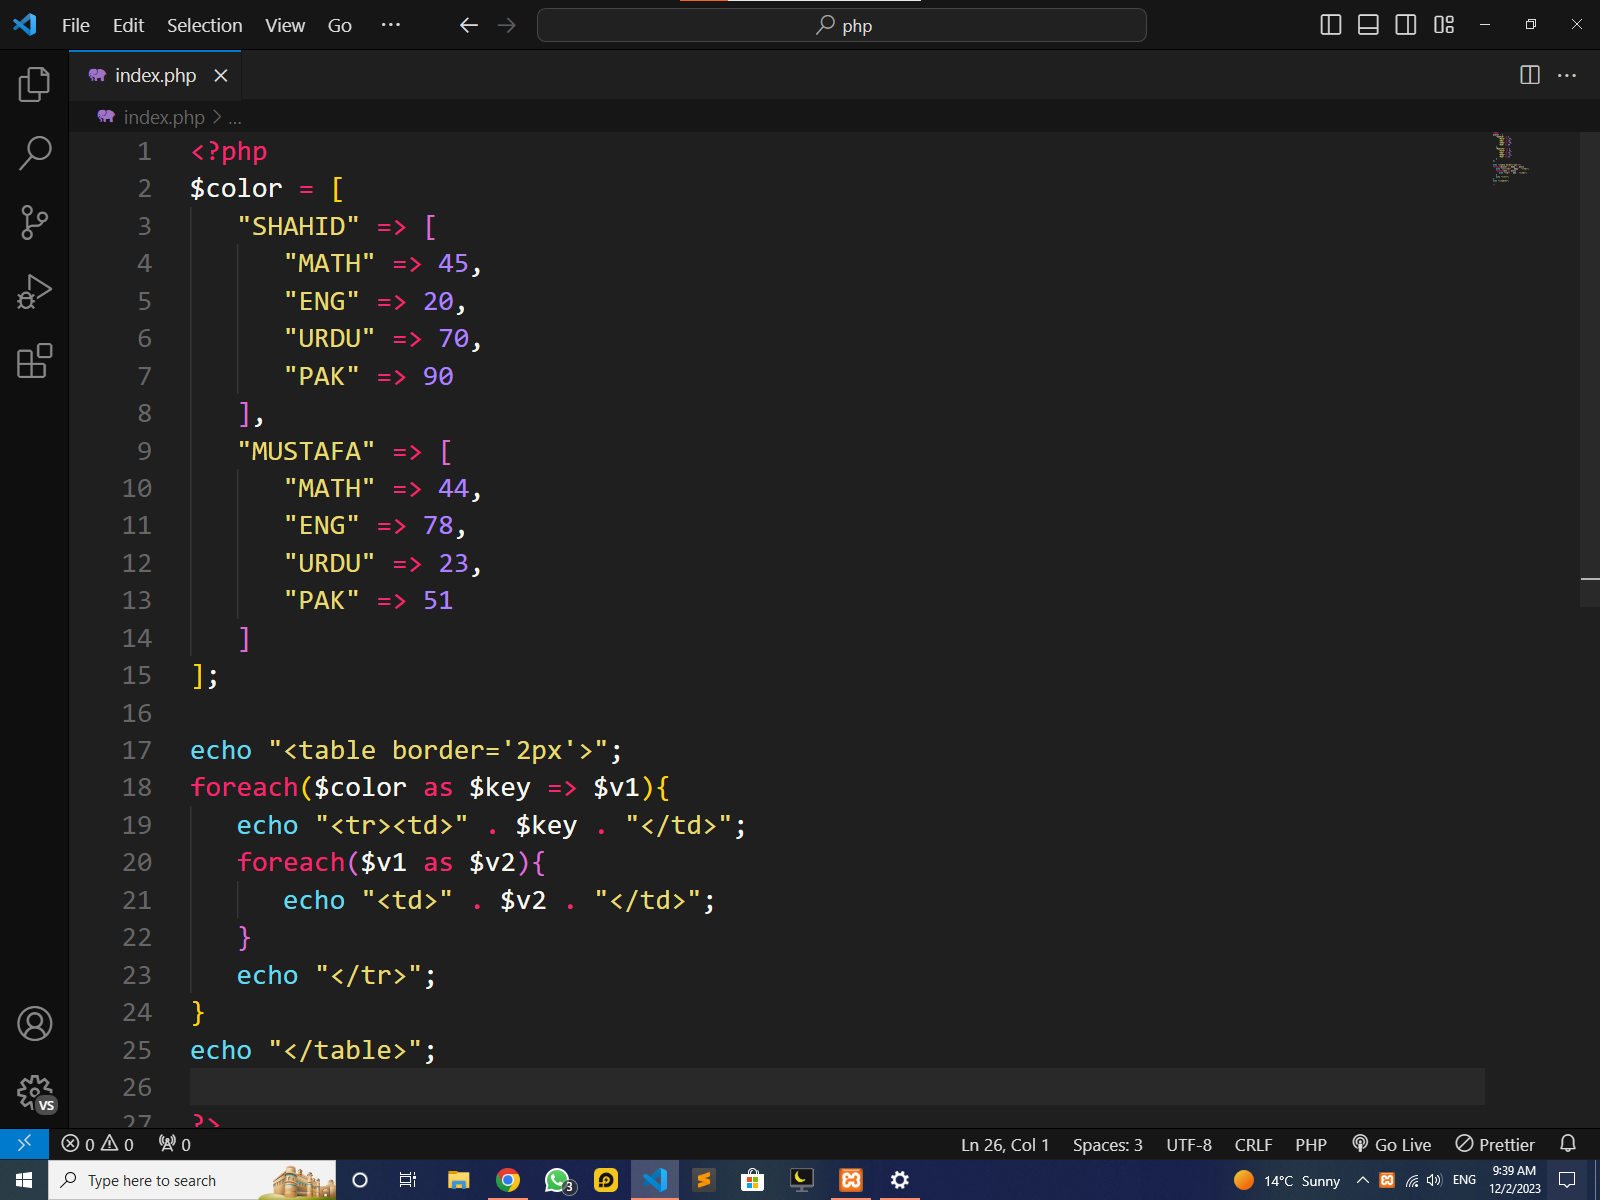 File Edit Selection View Go ···
php
index.php
index.php > ...
1 <?php
2 $color = [
3 "SHAHID" => [
4 "MATH" => 45,
5 "ENG" => 20,
6 "URDU" => 70,
7 "PAK" => 90
8 ],
9 "MUSTAFA" => [
10 "MATH" => 44,
11 "ENG" => 78,
12 "URDU" => 23,
13 "PAK" => 51
14 ]
15 ];
16
17 echo "<table border='2px'>";
18 foreach($color as $key => $v1){
19 echo "<tr><td>" . $key . "</td>";
20 foreach($v1 as $v2){
21 echo "<td>" . $v2 . "</td>";
22 }
23 echo "</tr>";
24 }
25 echo "</table>";
26
27 ?>
VS
0 0 0 Ln 26, Col 1 Spaces: 3 UTF-8 CRLF PHP Go Live Prettier
Type here to search 3 14°C Sunny ENG 9:39 AM
12/2/2023